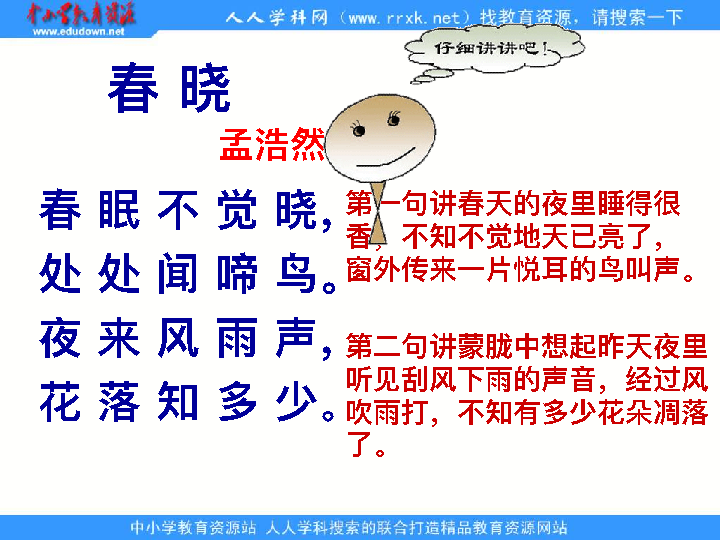 中小学教育资源
www.edudown.net
人人学科网（www.rrxk.net）找教育资源，请搜索一下
仔细讲讲吧！
春 晓
孟浩然
春 眠 不 觉 晓，
处 处 闻 啼 鸟。
夜 来 风 雨 声，
花 落 知 多 少。
第一句讲春天的夜里睡得很
香，不知不觉地天已亮了，
窗外传来一片悦耳的鸟叫声。
第二句讲蒙胧中想起昨天夜里
听见刮风下雨的声音，经过风
吹雨打，不知有多少花朵凋落
了。
中小学教育资源站 人人学科搜索的联合打造精品教育资源网站